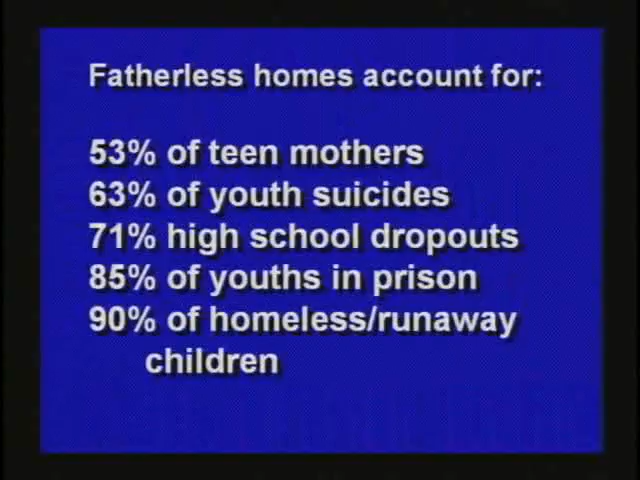 Fatherless homes account for:
53% of teen mothers
63% of youth suicides
71% high school dropouts
85% of youths in prison
90% of homeless/runaway
children